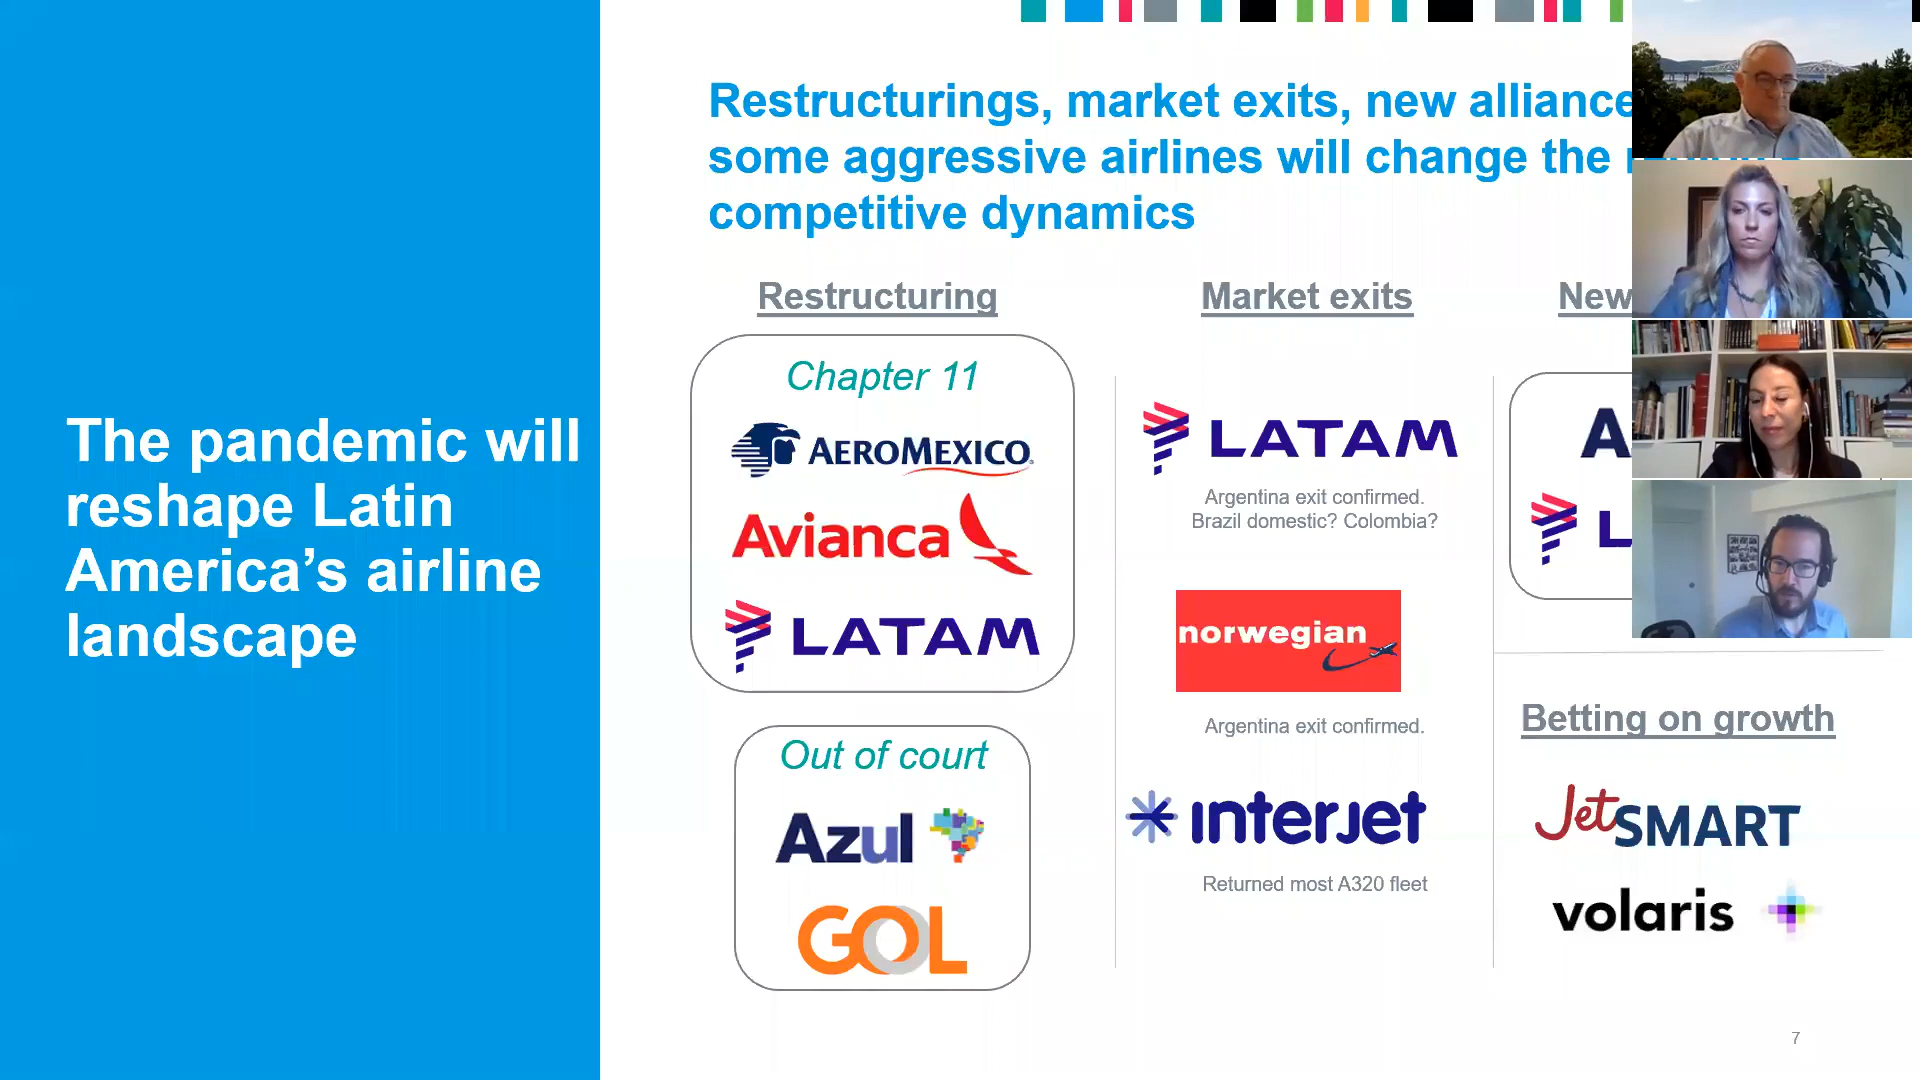 The pandemic will
reshape Latin
America's airline
landscape
Restructurings, market exits, new alliance
some aggressive airlines will change the
competitive dynamics
Restructuring
Chapter 11
AEROMEXICO
Avianca
LATAM
Out of court
Azul
GOL
Market exits
LATAM
Argentina exit confirmed.
Brazil domestic? Colombia?
norwegian
Argentina exit confirmed.
interjet
Returned most A320 fleet
New
A
L
Betting on growth
JetSMART
volaris
7